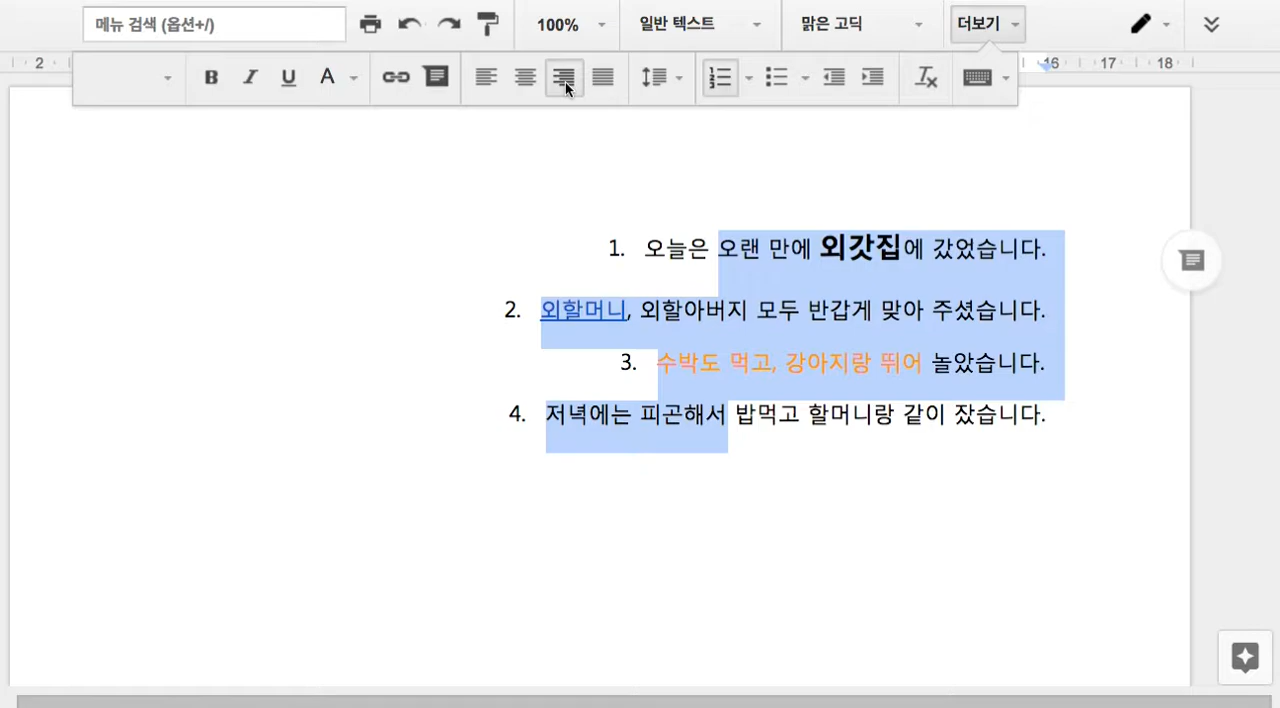 메뉴 검색 (옵션+/)
100%
일반 텍스트
맑은 고딕
더보기
2
16 17 18
B I U A
1. 오늘은 오랜 만에 외갓집에 갔었습니다.
2. 외할머니, 외할아버지 모두 반갑게 맞아 주셨습니다.
3. 수박도 먹고, 강아지랑 뛰어 놀았습니다.
4. 저녁에는 피곤해서 밥먹고 할머니랑 같이 잤습니다.